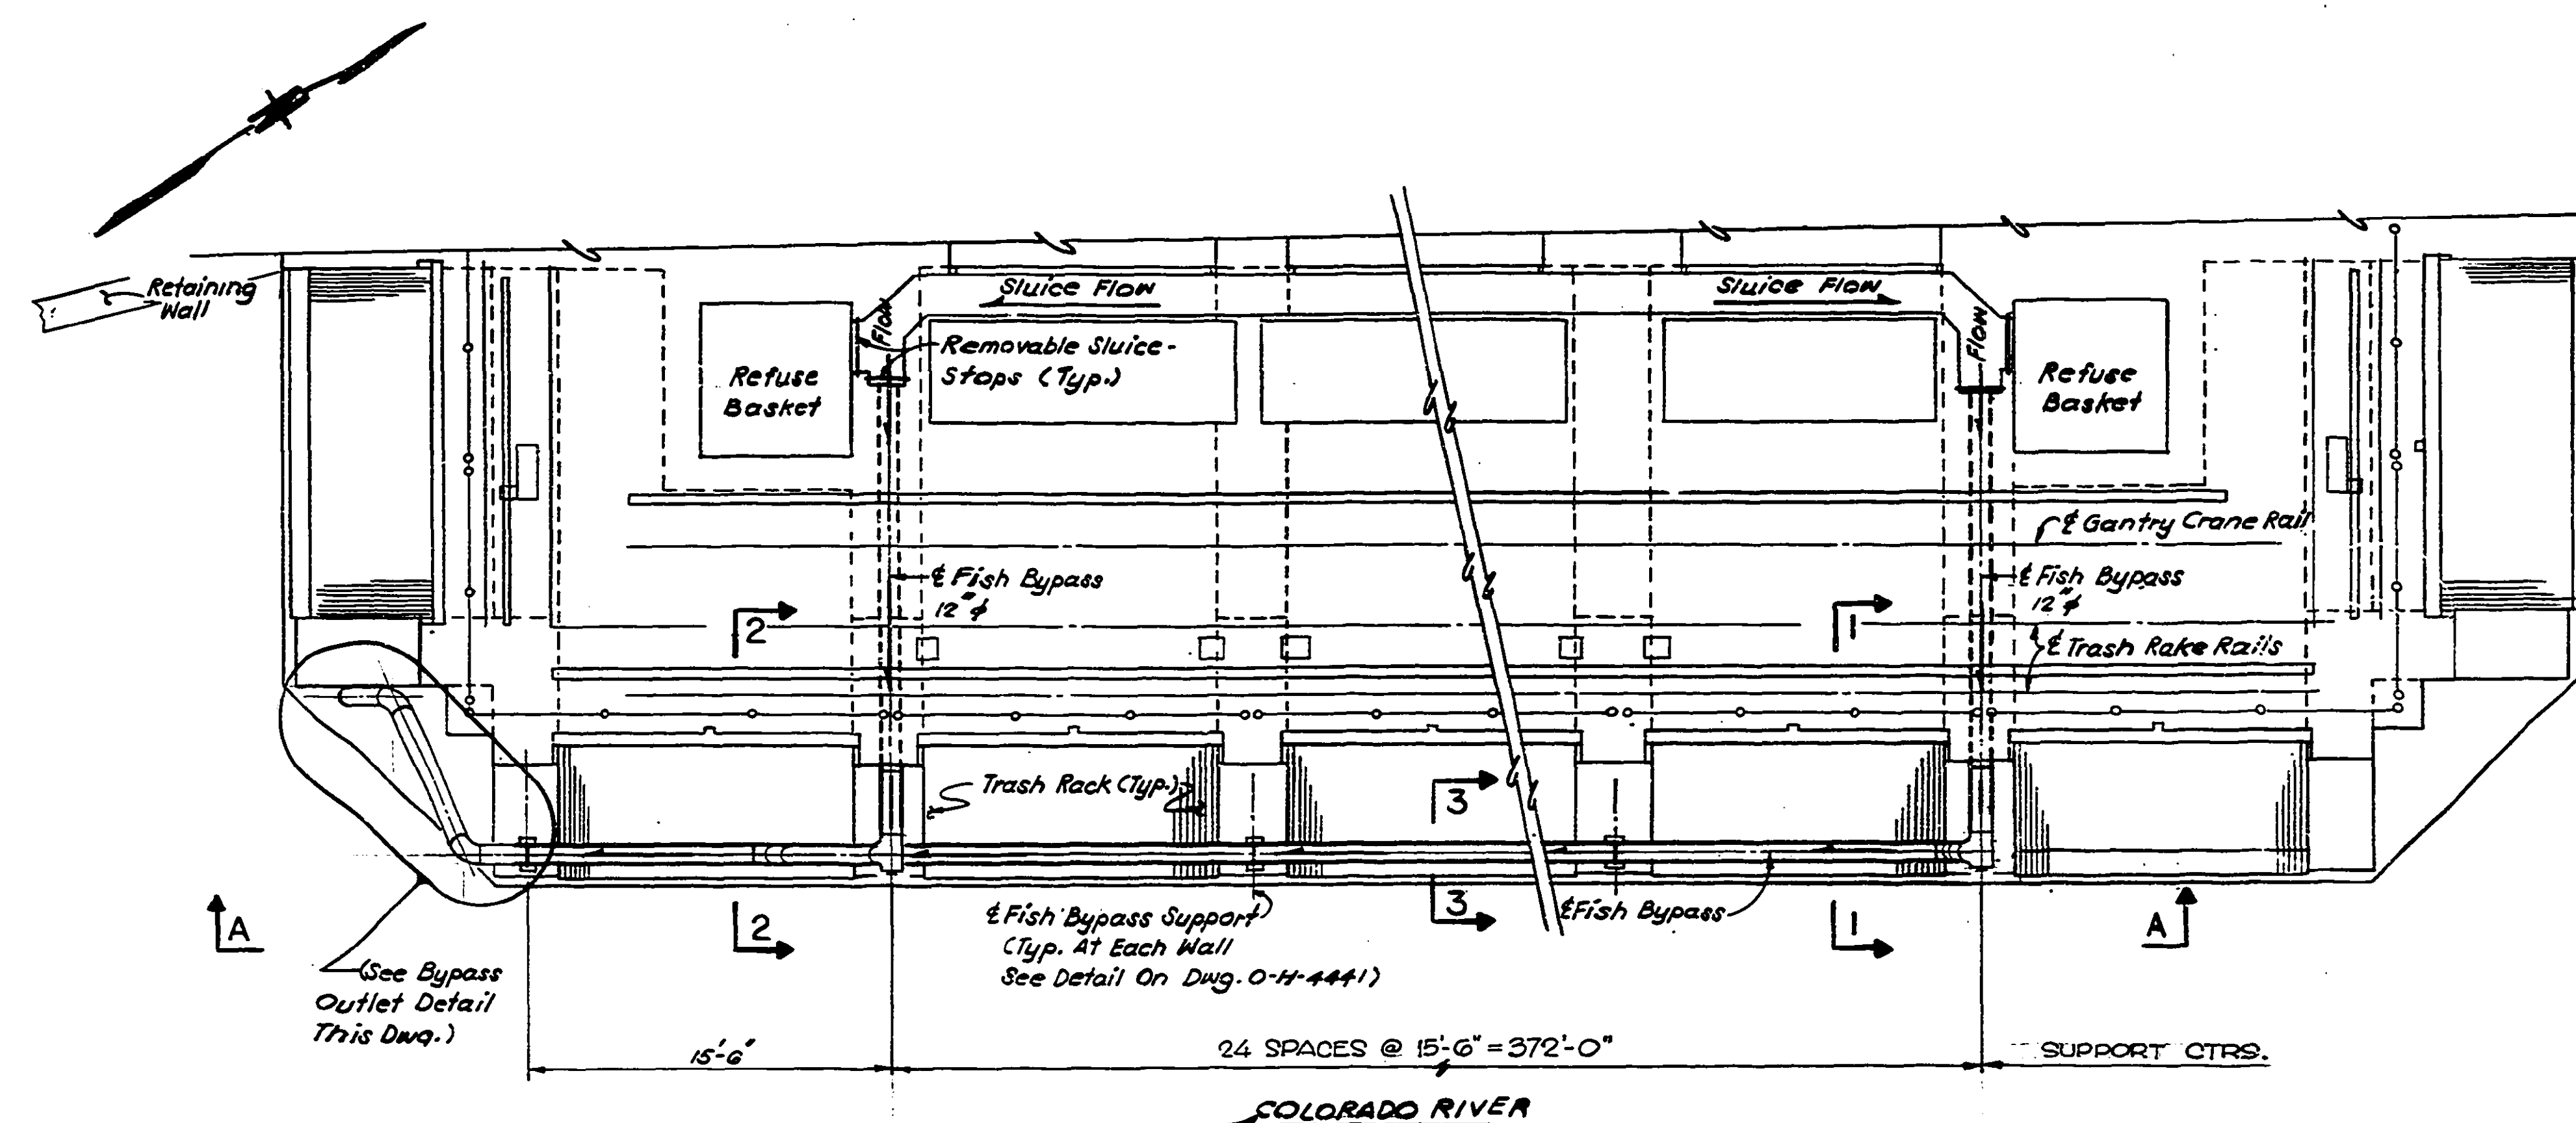 Retaining
Wall
Sluice Flow
Sluice Flow
Flow
Flow
Removable Sluice-
Stops (Typ.)
Refuse
Basket
Refuse
Basket
℄ Gantry Crane Rail
℄ Fish Bypass
12"ϕ
℄ Fish Bypass
12"ϕ
2
1
℄ Trash Rake Rails
Trash Rack (Typ.)
3
A
2
℄ Fish Bypass Support
(Typ. At Each Wall
See Detail On Dwg. O-H-4441)
3
℄ Fish Bypass
1
A
(See Bypass
Outlet Detail
This Dwg.)
15'-6"
24 SPACES @ 15'-6" = 372'-0"
SUPPORT CTRS.
COLORADO RIVER